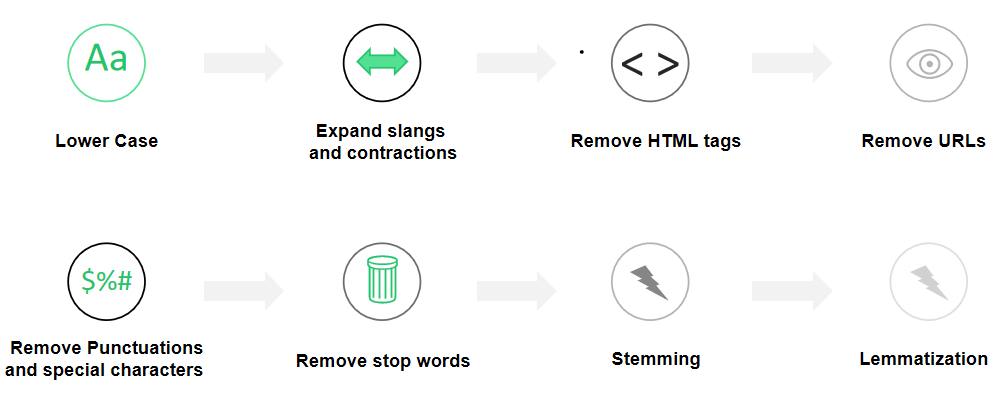 Aa
< >
Lower Case
Expand slangs
and contractions
Remove HTML tags
Remove URLs
$%#
Remove Punctuations
and special characters
Remove stop words
Stemming
Lemmatization